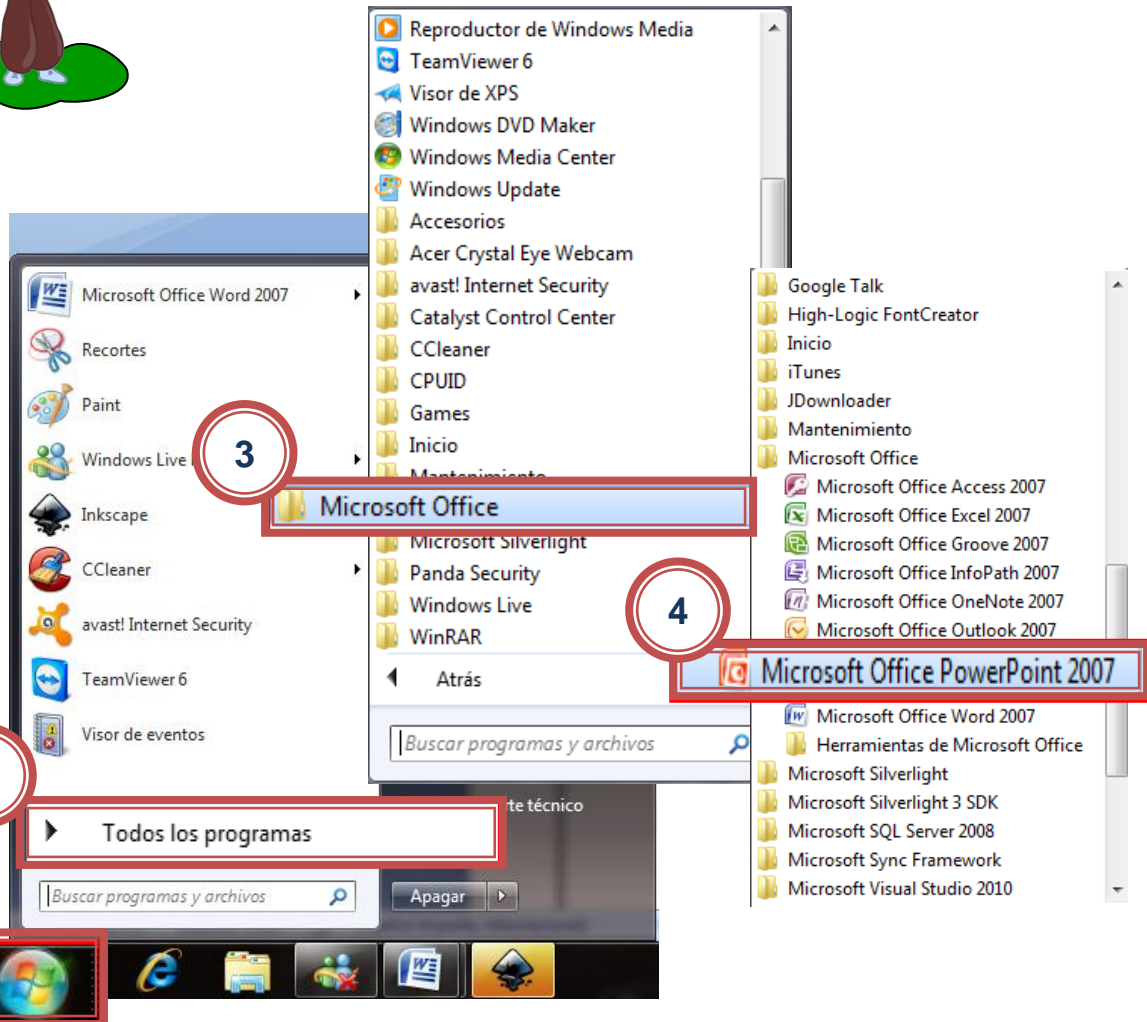 Microsoft Office Word 2007
Recortes
Paint
Windows Live
Inkscape
CCleaner
avast! Internet Security
TeamViewer 6
Visor de eventos
Todos los programas
Buscar programas y archivos
técnico
Apagar
3
Reproductor de Windows Media
TeamViewer 6
Visor de XPS
Windows DVD Maker
Windows Media Center
Windows Update
Accesorios
Acer Crystal Eye Webcam
avast! Internet Security
Catalyst Control Center
CCleaner
CPUID
Games
Inicio
Mantenimiento
Microsoft Office
Microsoft Silverlight
Panda Security
Windows Live
WinRAR
Atrás
Buscar programas y archivos
4
Google Talk
High-Logic FontCreator
Inicio
iTunes
JDownloader
Mantenimiento
Microsoft Office
Microsoft Office Access 2007
Microsoft Office Excel 2007
Microsoft Office Groove 2007
Microsoft Office InfoPath 2007
Microsoft Office OneNote 2007
Microsoft Office Outlook 2007
Microsoft Office PowerPoint 2007
Microsoft Office Word 2007
Herramientas de Microsoft Office
Microsoft Silverlight
Microsoft Silverlight 3 SDK
Microsoft SQL Server 2008
Microsoft Sync Framework
Microsoft Visual Studio 2010